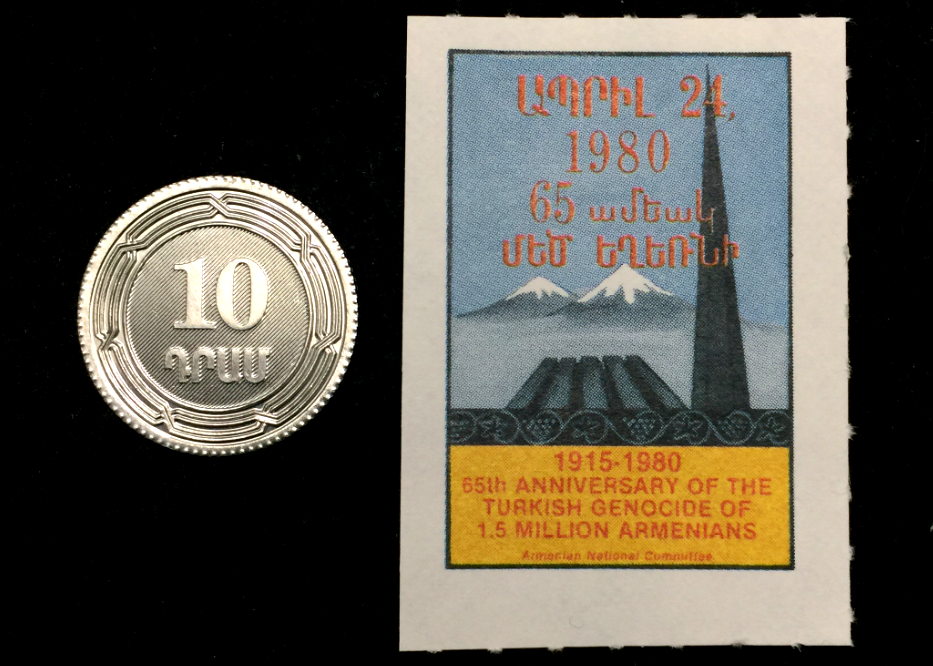 10
ԴՐԱՄ
ԱՊՐԻԼ 24,
1980
65 ամեակ
ՄԵԾ ԵՂԵՌՆԻ
1915-1980
65th ANNIVERSARY OF THE
TURKISH GENOCIDE OF
1.5 MILLION ARMENIANS
Armenian National Committee